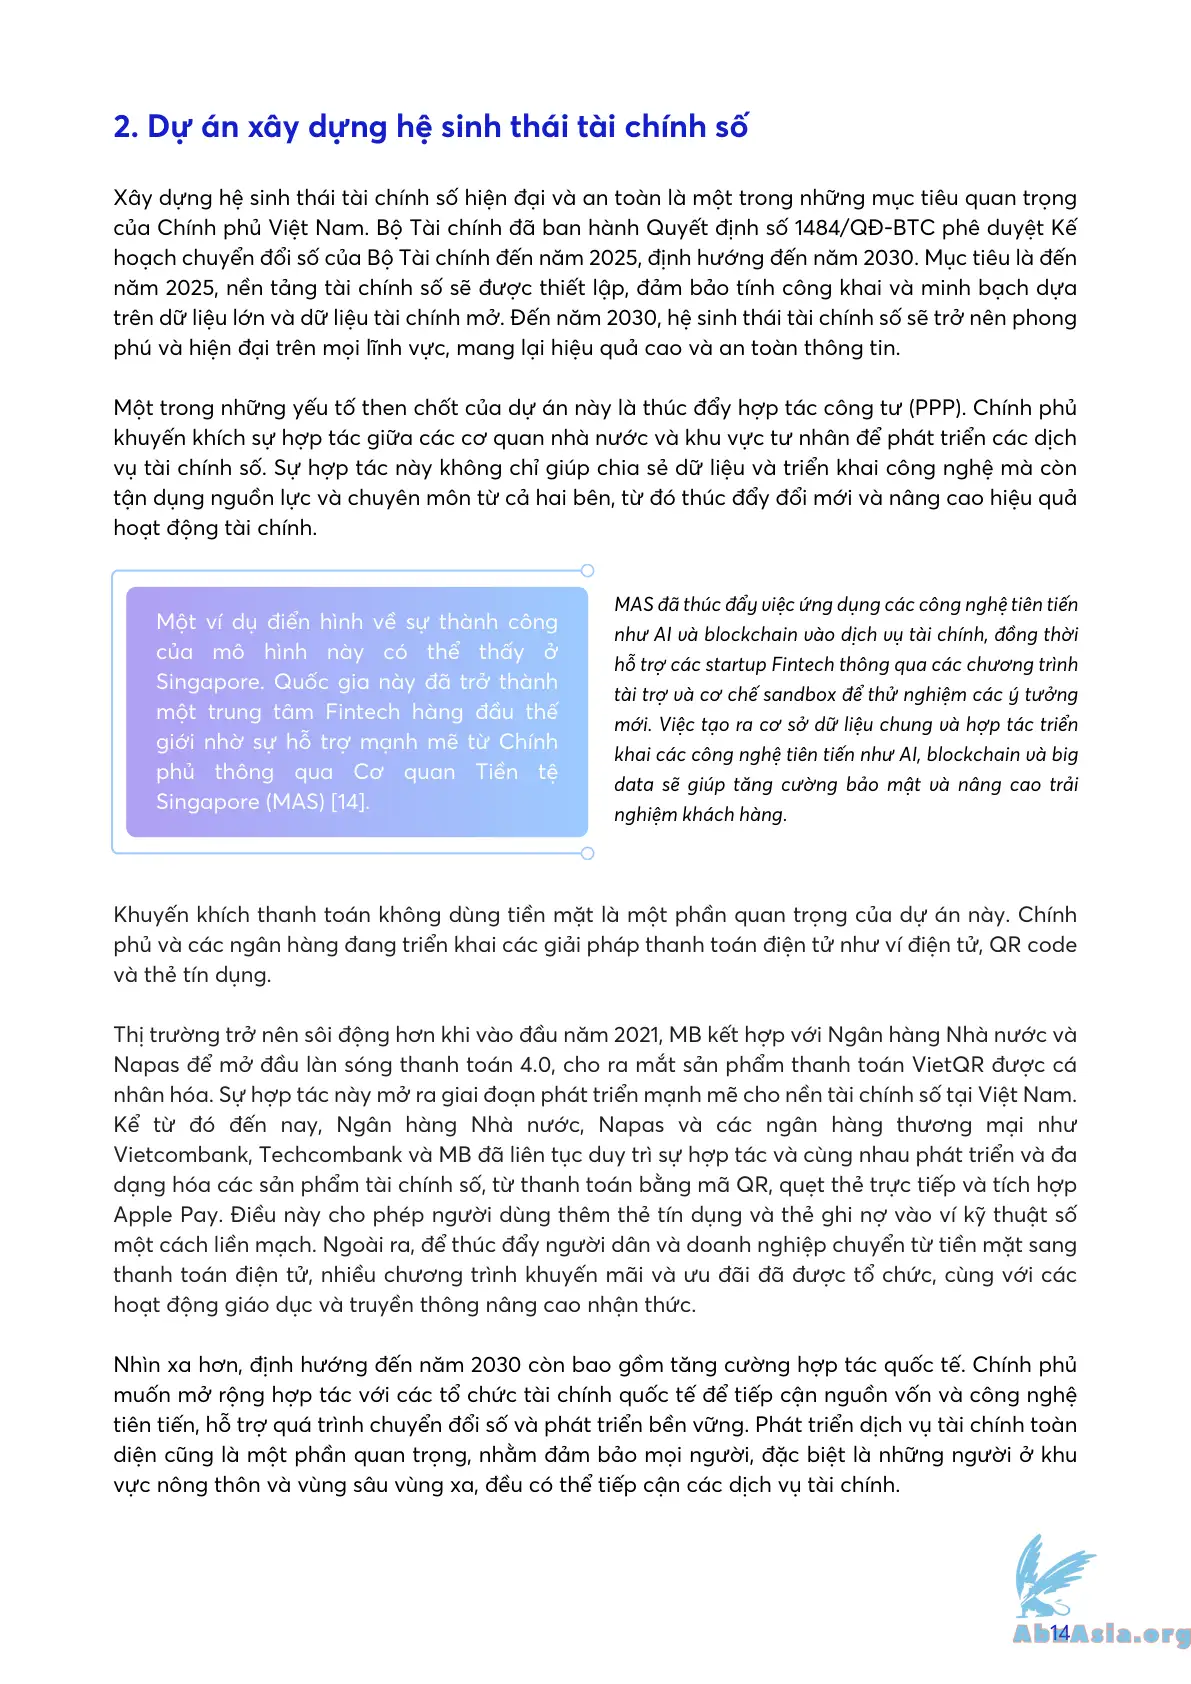 2. Dự án xây dựng hệ sinh thái tài chính số
Xây dựng hệ sinh thái tài chính số hiện đại và an toàn là một trong những mục tiêu quan trọng
của Chính phủ Việt Nam. Bộ Tài chính đã ban hành Quyết định số 1484/QĐ-BTC phê duyệt Kế
hoạch chuyển đổi số của Bộ Tài chính đến năm 2025, định hướng đến năm 2030. Mục tiêu là đến
năm 2025, nền tảng tài chính số sẽ được thiết lập, đảm bảo tính công khai và minh bạch dựa
trên dữ liệu lớn và dữ liệu tài chính mở. Đến năm 2030, hệ sinh thái tài chính số sẽ trở nên phong
phú và hiện đại trên mọi lĩnh vực, mang lại hiệu quả cao và an toàn thông tin.
Một trong những yếu tố then chốt của dự án này là thúc đẩy hợp tác công tư (PPP). Chính phủ
khuyến khích sự hợp tác giữa các cơ quan nhà nước và khu vực tư nhân để phát triển các dịch
vụ tài chính số. Sự hợp tác này không chỉ giúp chia sẻ dữ liệu và triển khai công nghệ mà còn
tận dụng nguồn lực và chuyên môn từ cả hai bên, từ đó thúc đẩy đổi mới và nâng cao hiệu quả
hoạt động tài chính.
Một ví dụ điển hình về sự thành công
của mô hình này có thể thấy ở
Singapore. Quốc gia này đã trở thành
một trung tâm Fintech hàng đầu thế
giới nhờ sự hỗ trợ mạnh mẽ từ Chính
phủ thông qua Cơ quan Tiền tệ
Singapore (MAS) [14].
MAS đã thúc đẩy việc ứng dụng các công nghệ tiên tiến
như AI và blockchain vào dịch vụ tài chính, đồng thời
hỗ trợ các startup Fintech thông qua các chương trình
tài trợ và cơ chế sandbox để thử nghiệm các ý tưởng
mới. Việc tạo ra cơ sở dữ liệu chung và hợp tác triển
khai các công nghệ tiên tiến như AI, blockchain và big
data sẽ giúp tăng cường bảo mật và nâng cao trải
nghiệm khách hàng.
Khuyến khích thanh toán không dùng tiền mặt là một phần quan trọng của dự án này. Chính
phủ và các ngân hàng đang triển khai các giải pháp thanh toán điện tử như ví điện tử, QR code
và thẻ tín dụng.
Thị trường trở nên sôi động hơn khi vào đầu năm 2021, MB kết hợp với Ngân hàng Nhà nước và
Napas để mở đầu làn sóng thanh toán 4.0, cho ra mắt sản phẩm thanh toán VietQR được cá
nhân hóa. Sự hợp tác này mở ra giai đoạn phát triển mạnh mẽ cho nền tài chính số tại Việt Nam.
Kể từ đó đến nay, Ngân hàng Nhà nước, Napas và các ngân hàng thương mại như
Vietcombank, Techcombank và MB đã liên tục duy trì sự hợp tác và cùng nhau phát triển và đa
dạng hóa các sản phẩm tài chính số, từ thanh toán bằng mã QR, quẹt thẻ trực tiếp và tích hợp
Apple Pay. Điều này cho phép người dùng thêm thẻ tín dụng và thẻ ghi nợ vào ví kỹ thuật số
một cách liền mạch. Ngoài ra, để thúc đẩy người dân và doanh nghiệp chuyển từ tiền mặt sang
thanh toán điện tử, nhiều chương trình khuyến mãi và ưu đãi đã được tổ chức, cùng với các
hoạt động giáo dục và truyền thông nâng cao nhận thức.
Nhìn xa hơn, định hướng đến năm 2030 còn bao gồm tăng cường hợp tác quốc tế. Chính phủ
muốn mở rộng hợp tác với các tổ chức tài chính quốc tế để tiếp cận nguồn vốn và công nghệ
tiên tiến, hỗ trợ quá trình chuyển đổi số và phát triển bền vững. Phát triển dịch vụ tài chính toàn
diện cũng là một phần quan trọng, nhằm đảm bảo mọi người, đặc biệt là những người ở khu
vực nông thôn và vùng sâu vùng xa, đều có thể tiếp cận các dịch vụ tài chính.
14